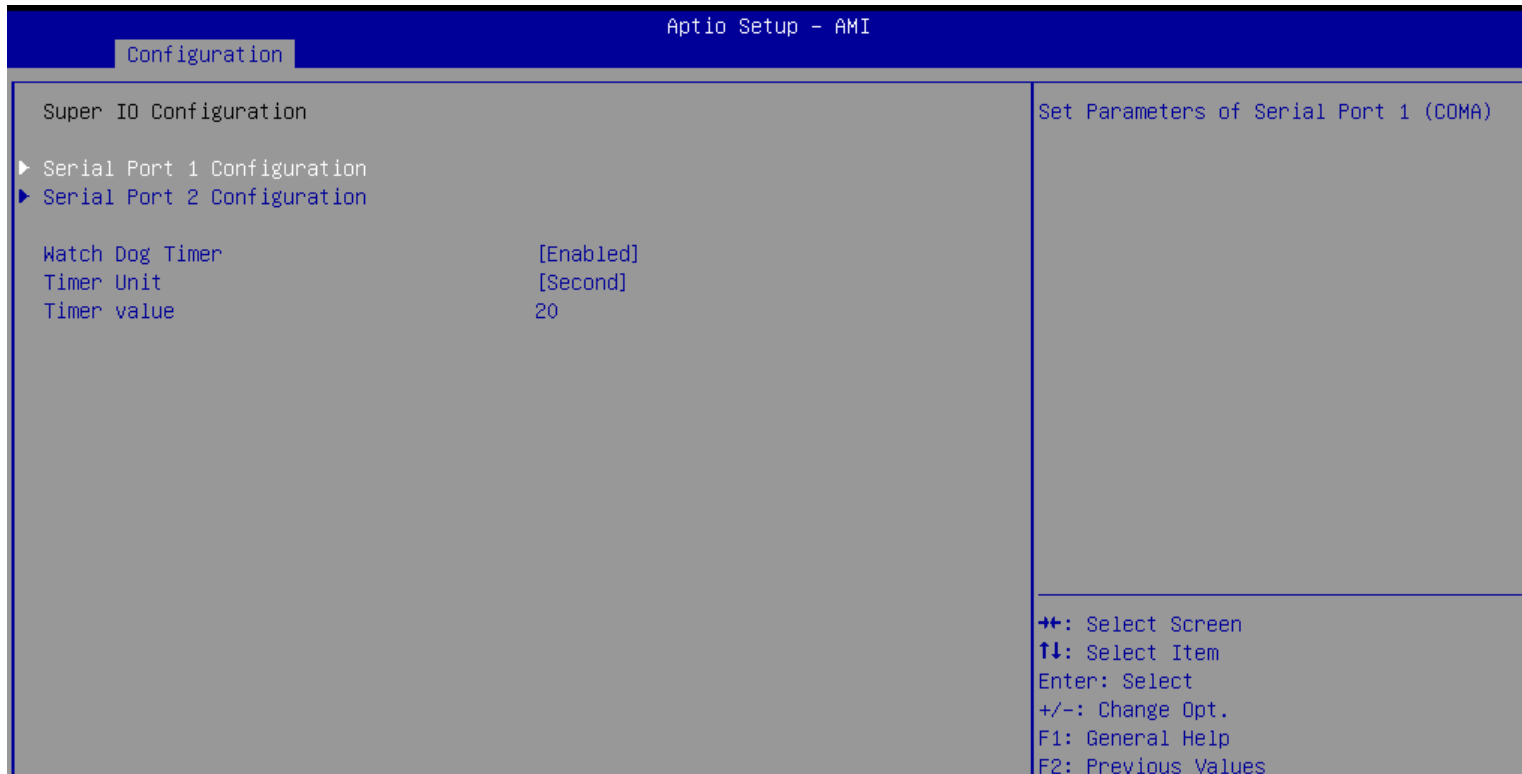 Aptio Setup – AMI
Configuration
Super IO Configuration
Serial Port 1 Configuration
Serial Port 2 Configuration
Watch Dog Timer [Enabled]
Timer Unit [Second]
Timer value 20
Set Parameters of Serial Port 1 (COMA)
→←: Select Screen
↑↓: Select Item
Enter: Select
+/-: Change Opt.
F1: General Help
F2: Previous Values